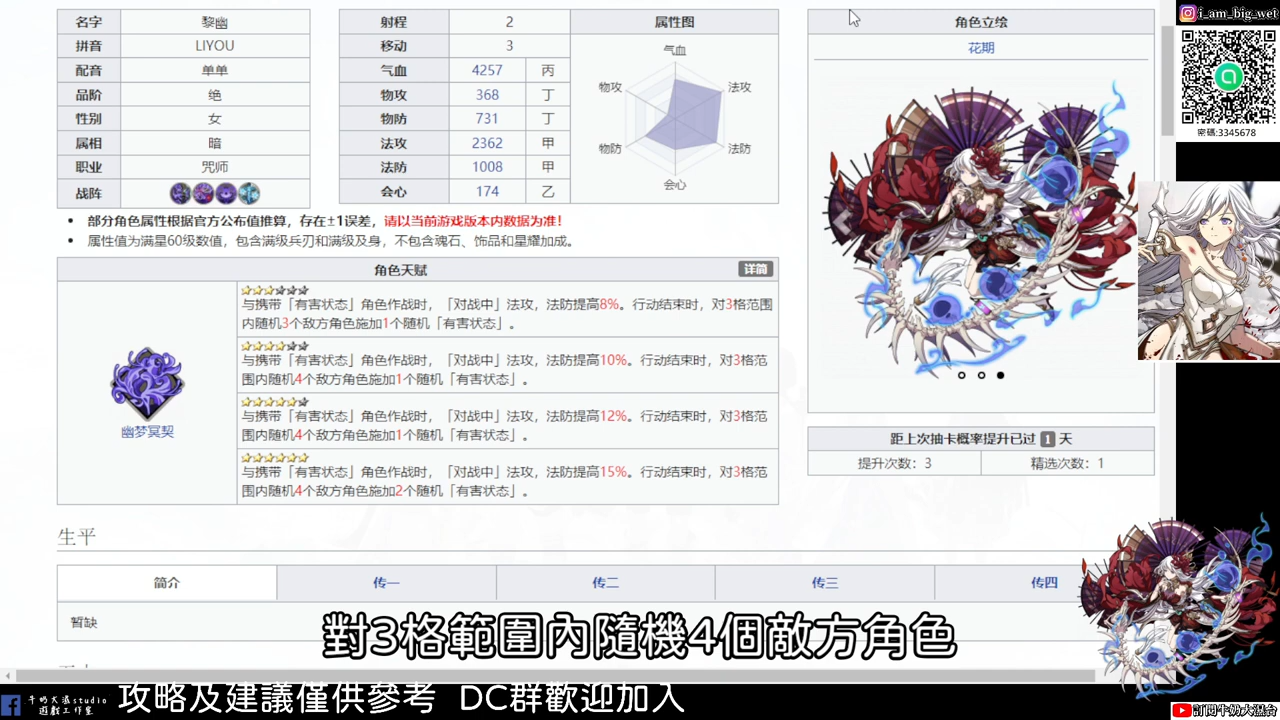 名字 黎幽
拼音 LIYOU
配音 单单
品阶 绝
性别 女
属相 暗
职业 咒师
战阵
射程 2
移动 3
气血 4257 丙
物攻 368 丁
物防 731 丁
法攻 2362 甲
法防 1008 甲
会心 174 乙
属性图
气血
物攻 法攻
物防 法防
会心
角色立绘
花期
部分角色属性根据官方公布值推算，存在±1误差，请以当前游戏版本内数据为准！
属性值为满星60级数值，包含满级兵刃和满级及身，不包含魂石、饰品和星耀加成。
角色天赋 详简
幽梦冥契
与携带「有害状态」角色作战时，「对战中」法攻，法防提高8%。行动结束时，对3格范围
内随机3个敌方角色施加1个随机「有害状态」。
与携带「有害状态」角色作战时，「对战中」法攻，法防提高10%。行动结束时，对3格范
围内随机4个敌方角色施加1个随机「有害状态」。
与携带「有害状态」角色作战时，「对战中」法攻，法防提高12%。行动结束时，对3格范
围内随机4个敌方角色施加1个随机「有害状态」。
与携带「有害状态」角色作战时，「对战中」法攻，法防提高15%。行动结束时，对3格范
围内随机4个敌方角色施加2个随机「有害状态」。
距上次抽卡概率提升已过 1 天
提升次数：3 精选次数：1
生平
简介 传一 传二 传三 传四
暂缺
對3格範圍內隨機4個敵方角色
i_am_big_wet
密碼:3345678
牛奶大濕studio
遊戲工作室
攻略及建議僅供參考 DC群歡迎加入
訂閱牛奶大濕台